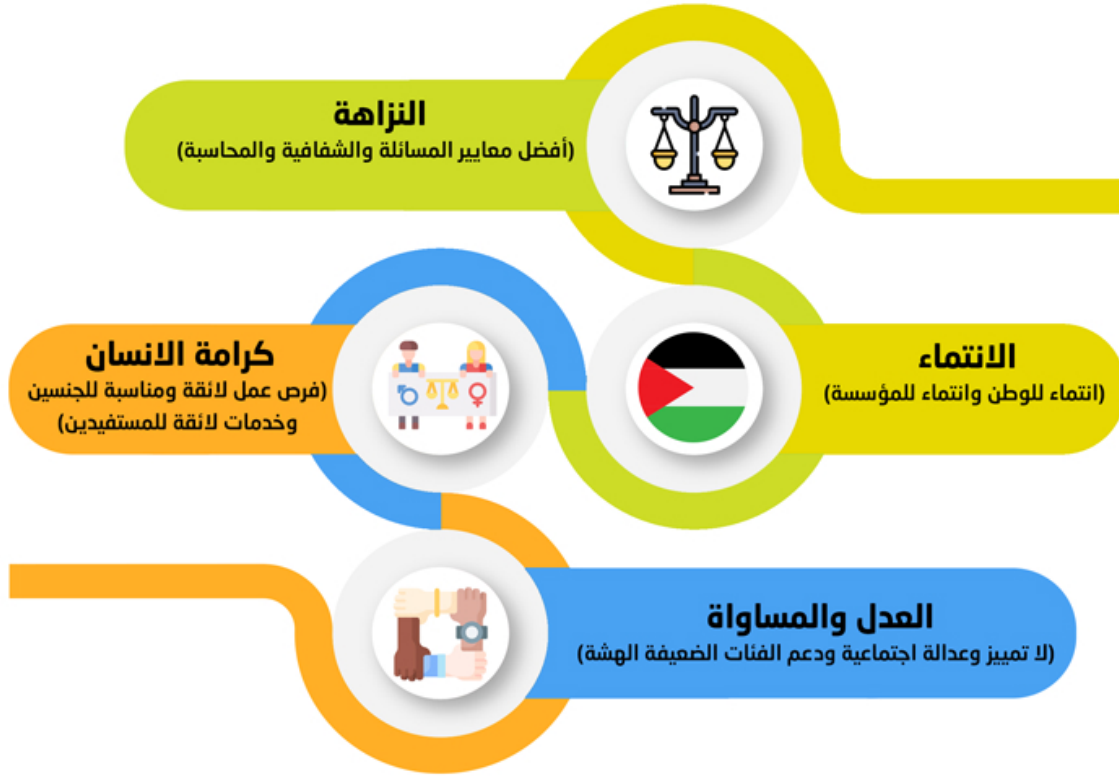 النزاهة
(أفضل معايير المسائلة والشفافية والمحاسبة)
الانتماء
(انتماء للوطن وانتماء للمؤسسة)
كرامة الانسان
(فرص عمل لائقة ومناسبة للجنسين
وخدمات لائقة للمستفيدين)
العدل والمساواة
(لا تمييز وعدالة اجتماعية ودعم الفئات الضعيفة الهشة)